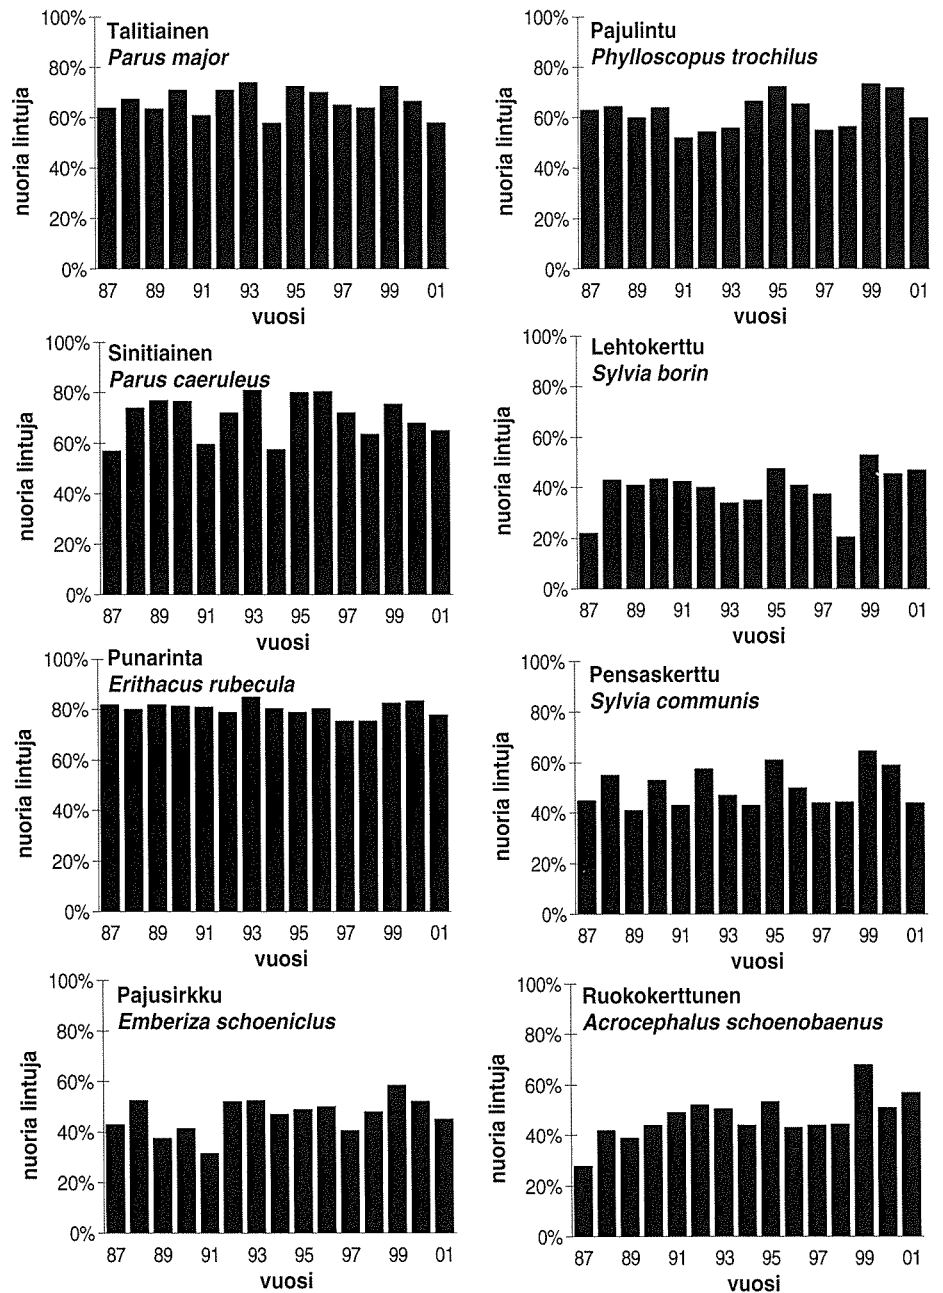 Talitiainen
Parus major
nuoria lintuja
100%
80%
60%
40%
20%
0%
87 89 91 93 95 97 99 01
vuosi
Pajulintu
Phylloscopus trochilus
nuoria lintuja
100%
80%
60%
40%
20%
0%
87 89 91 93 95 97 99 01
vuosi
Sinitiainen
Parus caeruleus
nuoria lintuja
100%
80%
60%
40%
20%
0%
87 89 91 93 95 97 99 01
vuosi
Lehtokerttu
Sylvia borin
nuoria lintuja
100%
80%
60%
40%
20%
0%
87 89 91 93 95 97 99 01
vuosi
Punarinta
Erithacus rubecula
nuoria lintuja
100%
80%
60%
40%
20%
0%
87 89 91 93 95 97 99 01
vuosi
Pensaskerttu
Sylvia communis
nuoria lintuja
100%
80%
60%
40%
20%
0%
87 89 91 93 95 97 99 01
vuosi
Pajusirkku
Emberiza schoeniclus
nuoria lintuja
100%
80%
60%
40%
20%
0%
87 89 91 93 95 97 99 01
vuosi
Ruokokerttunen
Acrocephalus schoenobaenus
nuoria lintuja
100%
80%
60%
40%
20%
0%
87 89 91 93 95 97 99 01
vuosi